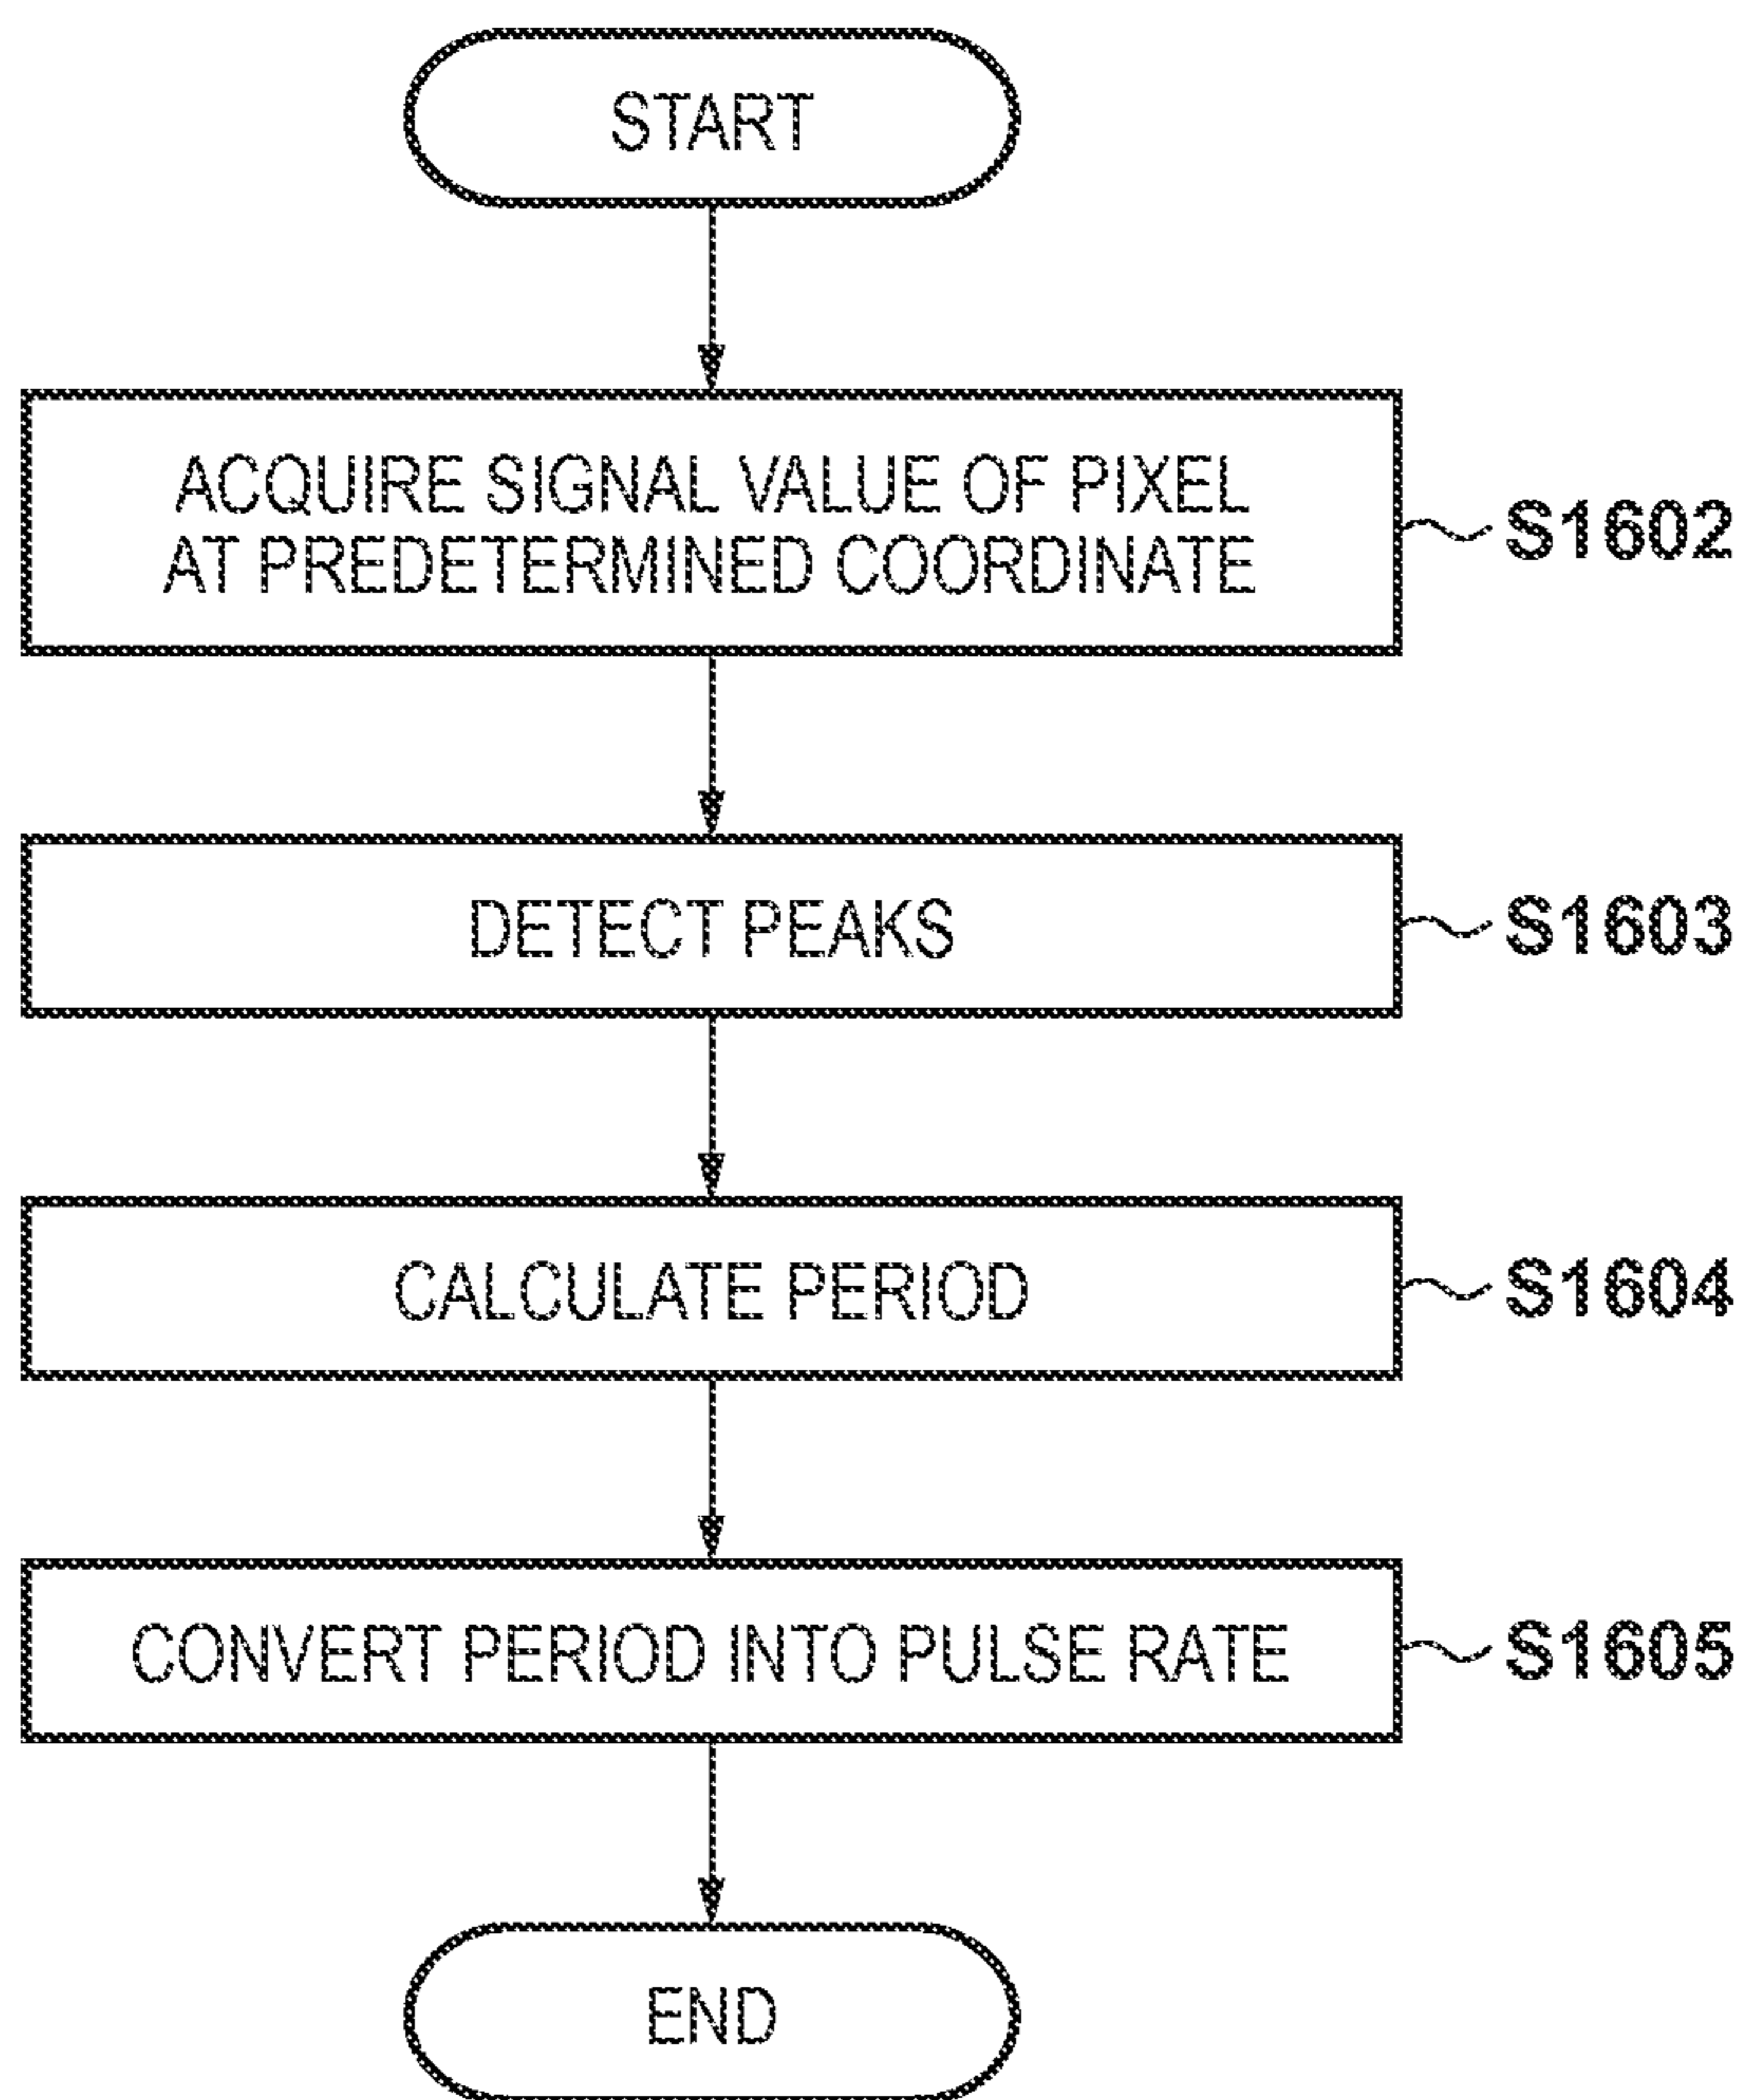 START
ACQUIRE SIGNAL VALUE OF PIXEL
AT PREDETERMINED COORDINATE
S1602
DETECT PEAKS
S1603
CALCULATE PERIOD
S1604
CONVERT PERIOD INTO PULSE RATE
S1605
END